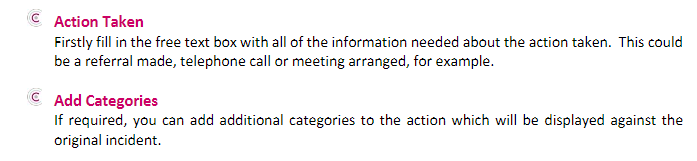 Action Taken
Firstly fill in the free text box with all of the information needed about the action taken.  This could
be a referral made, telephone call or meeting arranged, for example.
Add Categories
If required, you can add additional categories to the action which will be displayed against the
original incident.